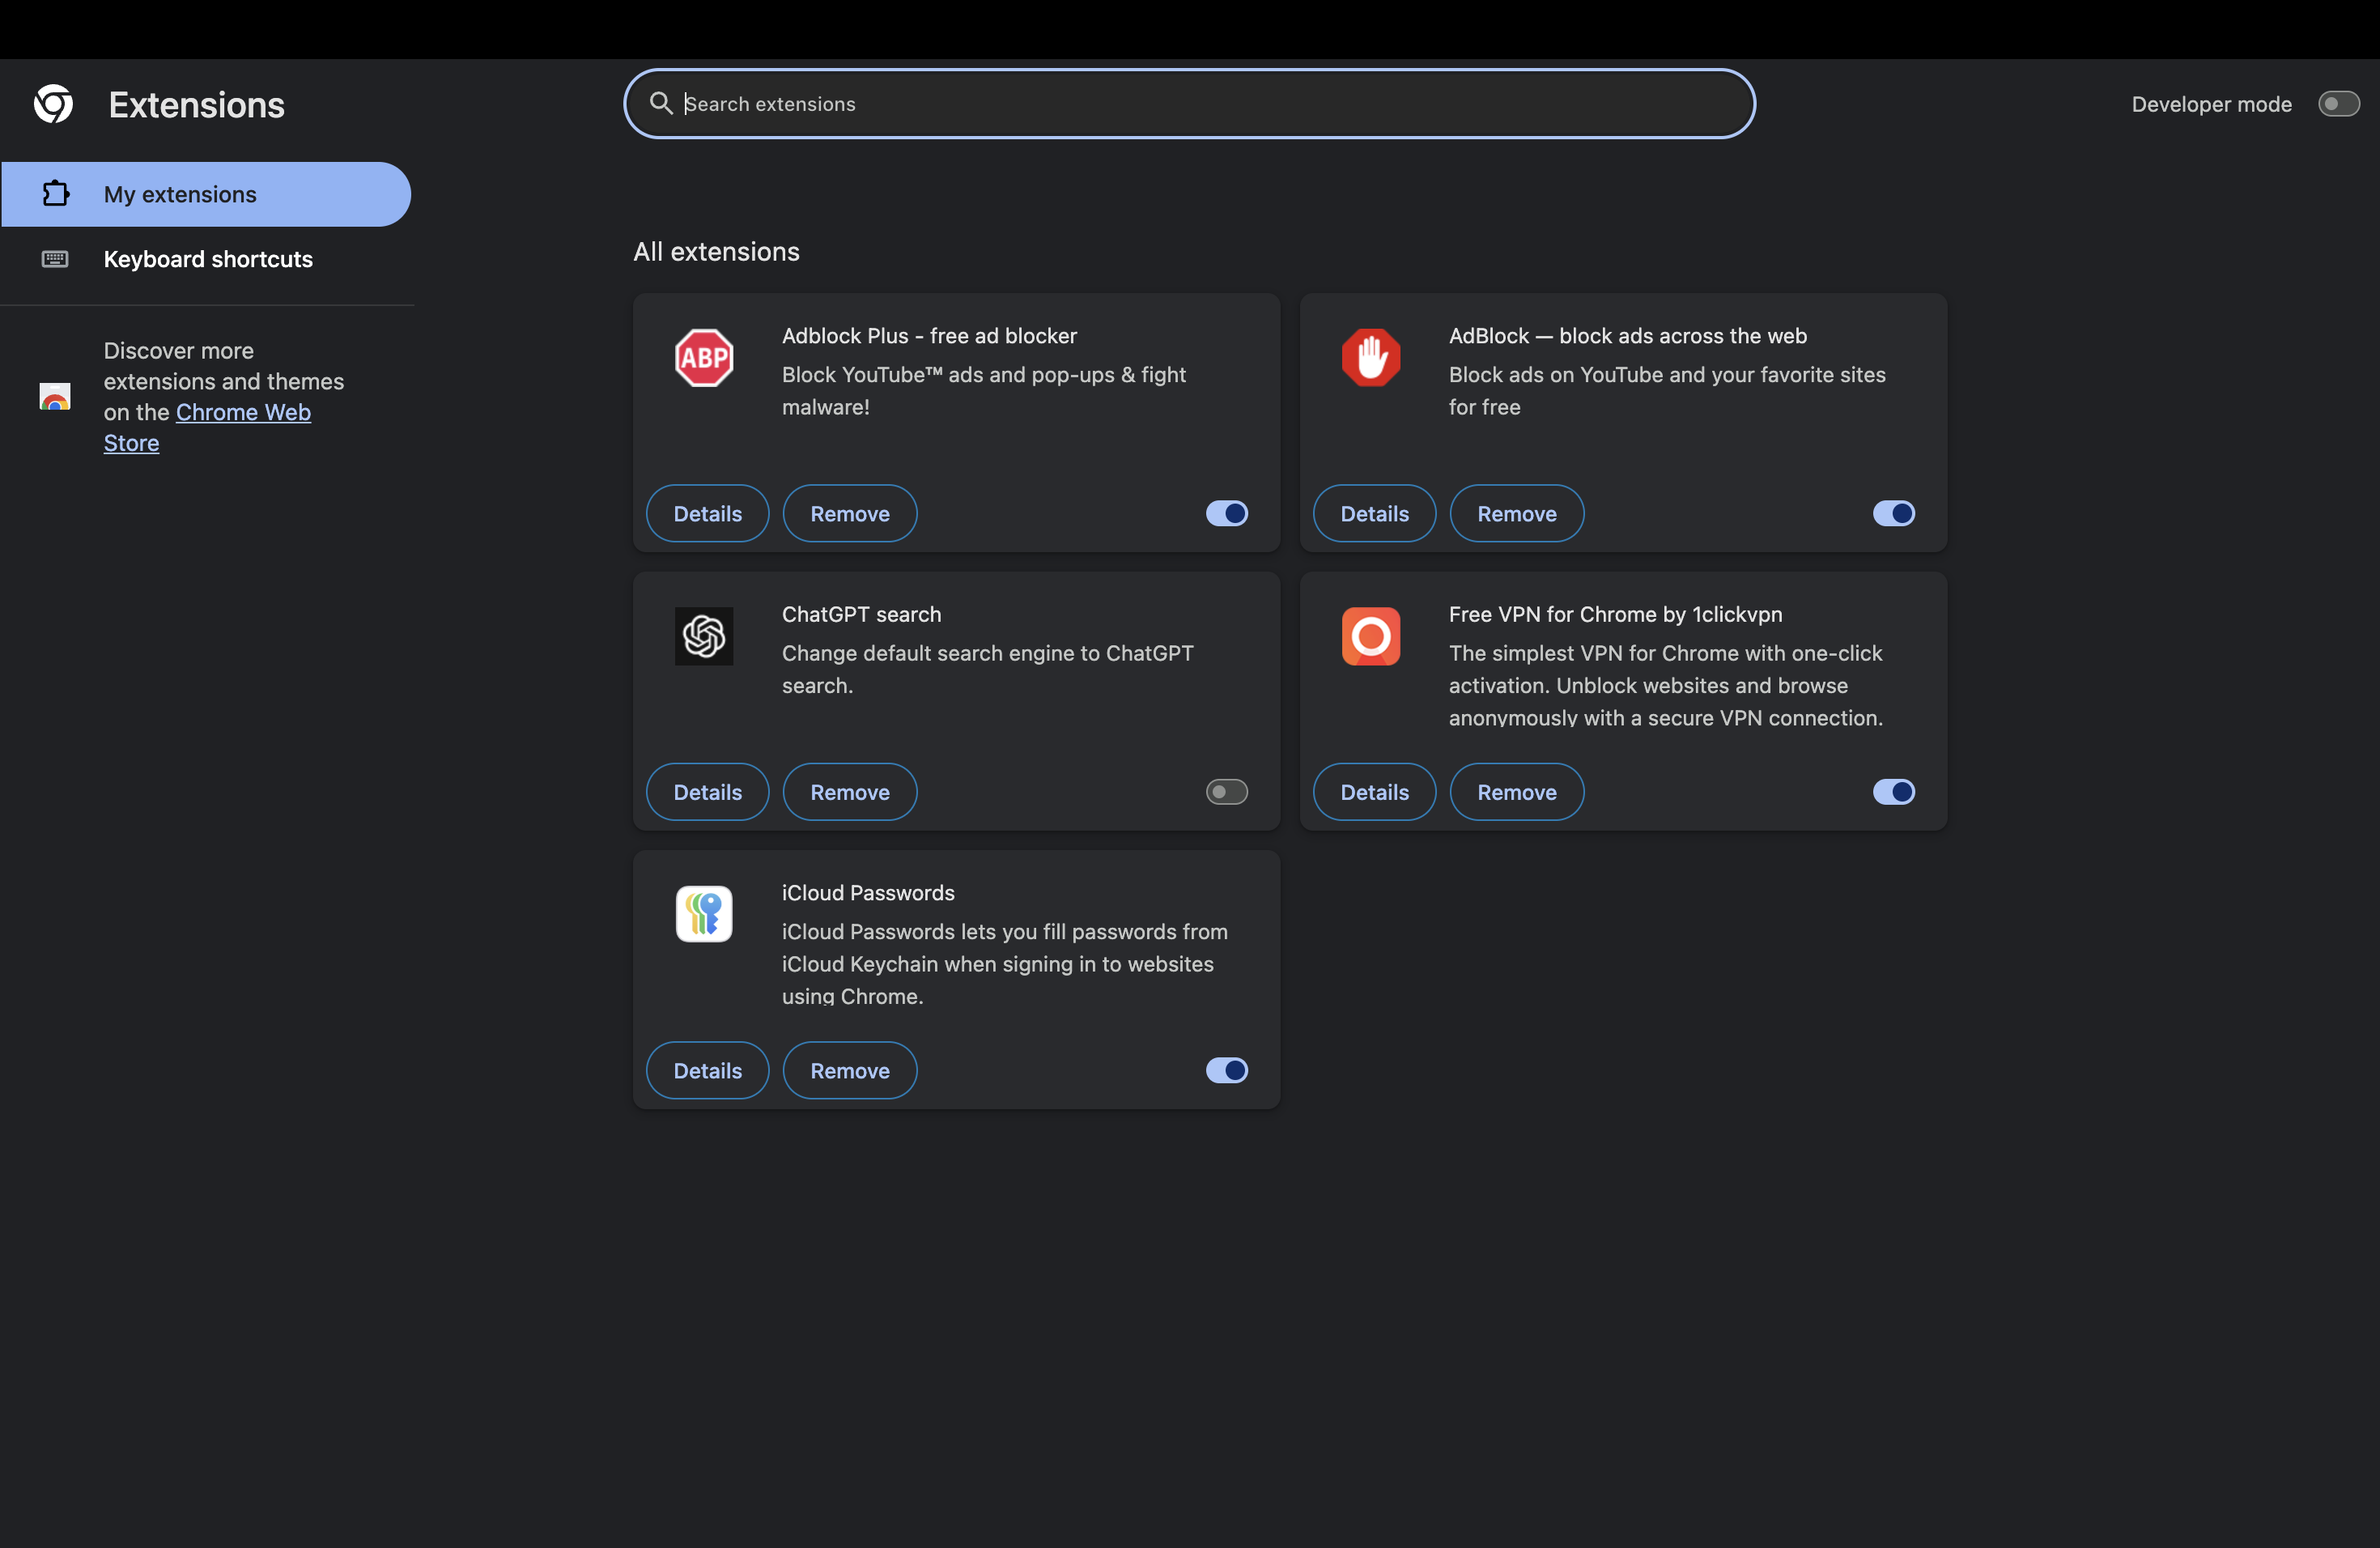 Extensions
Search extensions
Developer mode
My extensions
Keyboard shortcuts
Discover more
extensions and themes
on the Chrome Web
Store
All extensions
ABP
Adblock Plus - free ad blocker
Block YouTube™ ads and pop-ups & fight
malware!
Details
Remove
AdBlock — block ads across the web
Block ads on YouTube and your favorite sites
for free
Details
Remove
ChatGPT search
Change default search engine to ChatGPT
search.
Details
Remove
Free VPN for Chrome by 1clickvpn
The simplest VPN for Chrome with one-click
activation. Unblock websites and browse
anonymously with a secure VPN connection.
Details
Remove
iCloud Passwords
iCloud Passwords lets you fill passwords from
iCloud Keychain when signing in to websites
using Chrome.
Details
Remove